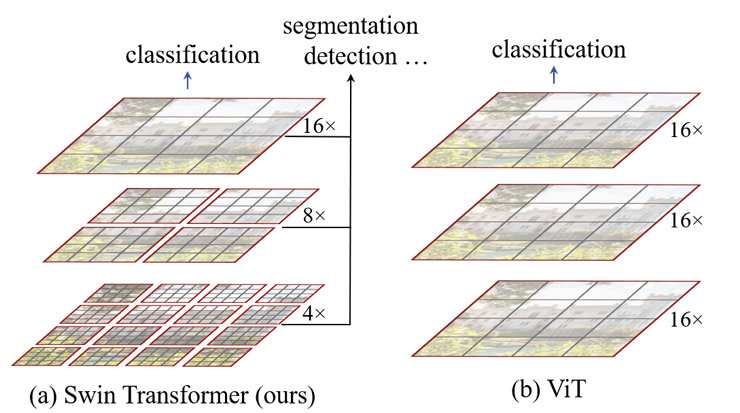 segmentation
classification
detection …
classification
16×
16×
8×
16×
4×
16×
(a) Swin Transformer (ours)
(b) ViT